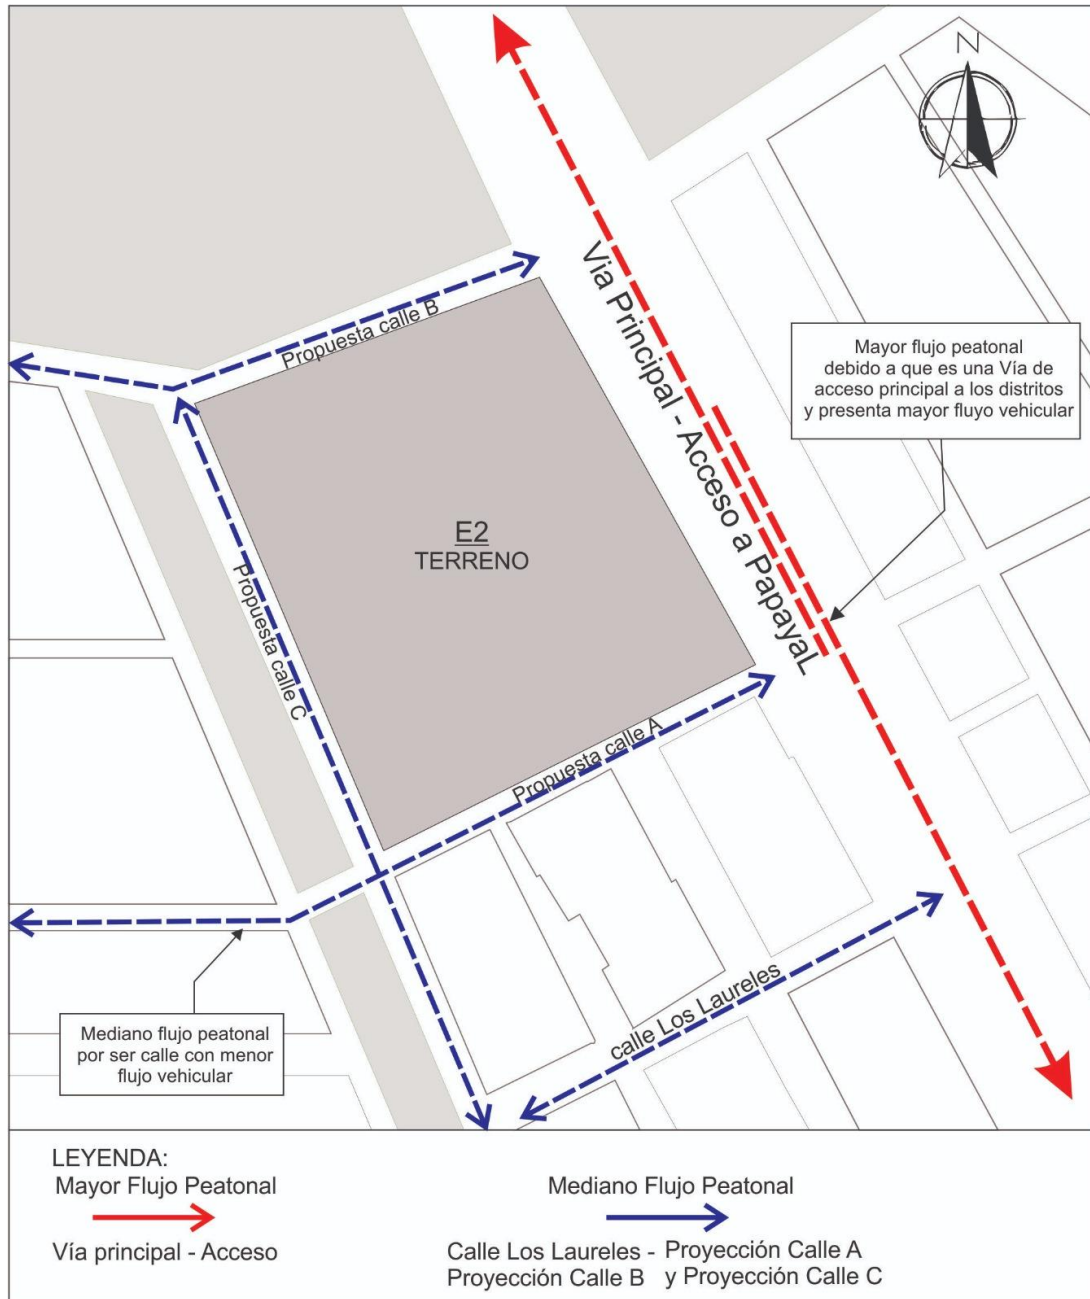 N
Propuesta calle B
Via Principal - Acceso a PapayaL
Mayor flujo peatonal
debido a que es una Vía de
acceso principal a los distritos
y presenta mayor fluyo vehicular
E2
TERRENO
Propuesta calle C
Propuesta calle A
calle Los Laureles
Mediano flujo peatonal
por ser calle con menor
flujo vehicular
LEYENDA:
Mayor Flujo Peatonal
Vía principal - Acceso
Mediano Flujo Peatonal
Calle Los Laureles - Proyección Calle A
Proyección Calle B y Proyección Calle C